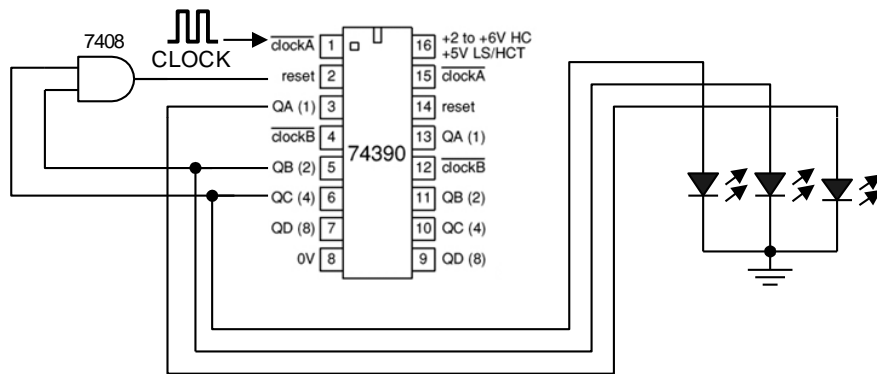 7408
CLOCK
clockA 1
reset 2
QA (1) 3
clockB 4
QB (2) 5
QC (4) 6
QD (8) 7
0V 8
74390
16 +2 to +6V HC
+5V LS/HCT
15 clockA
14 reset
13 QA (1)
12 clockB
11 QB (2)
10 QC (4)
9 QD (8)